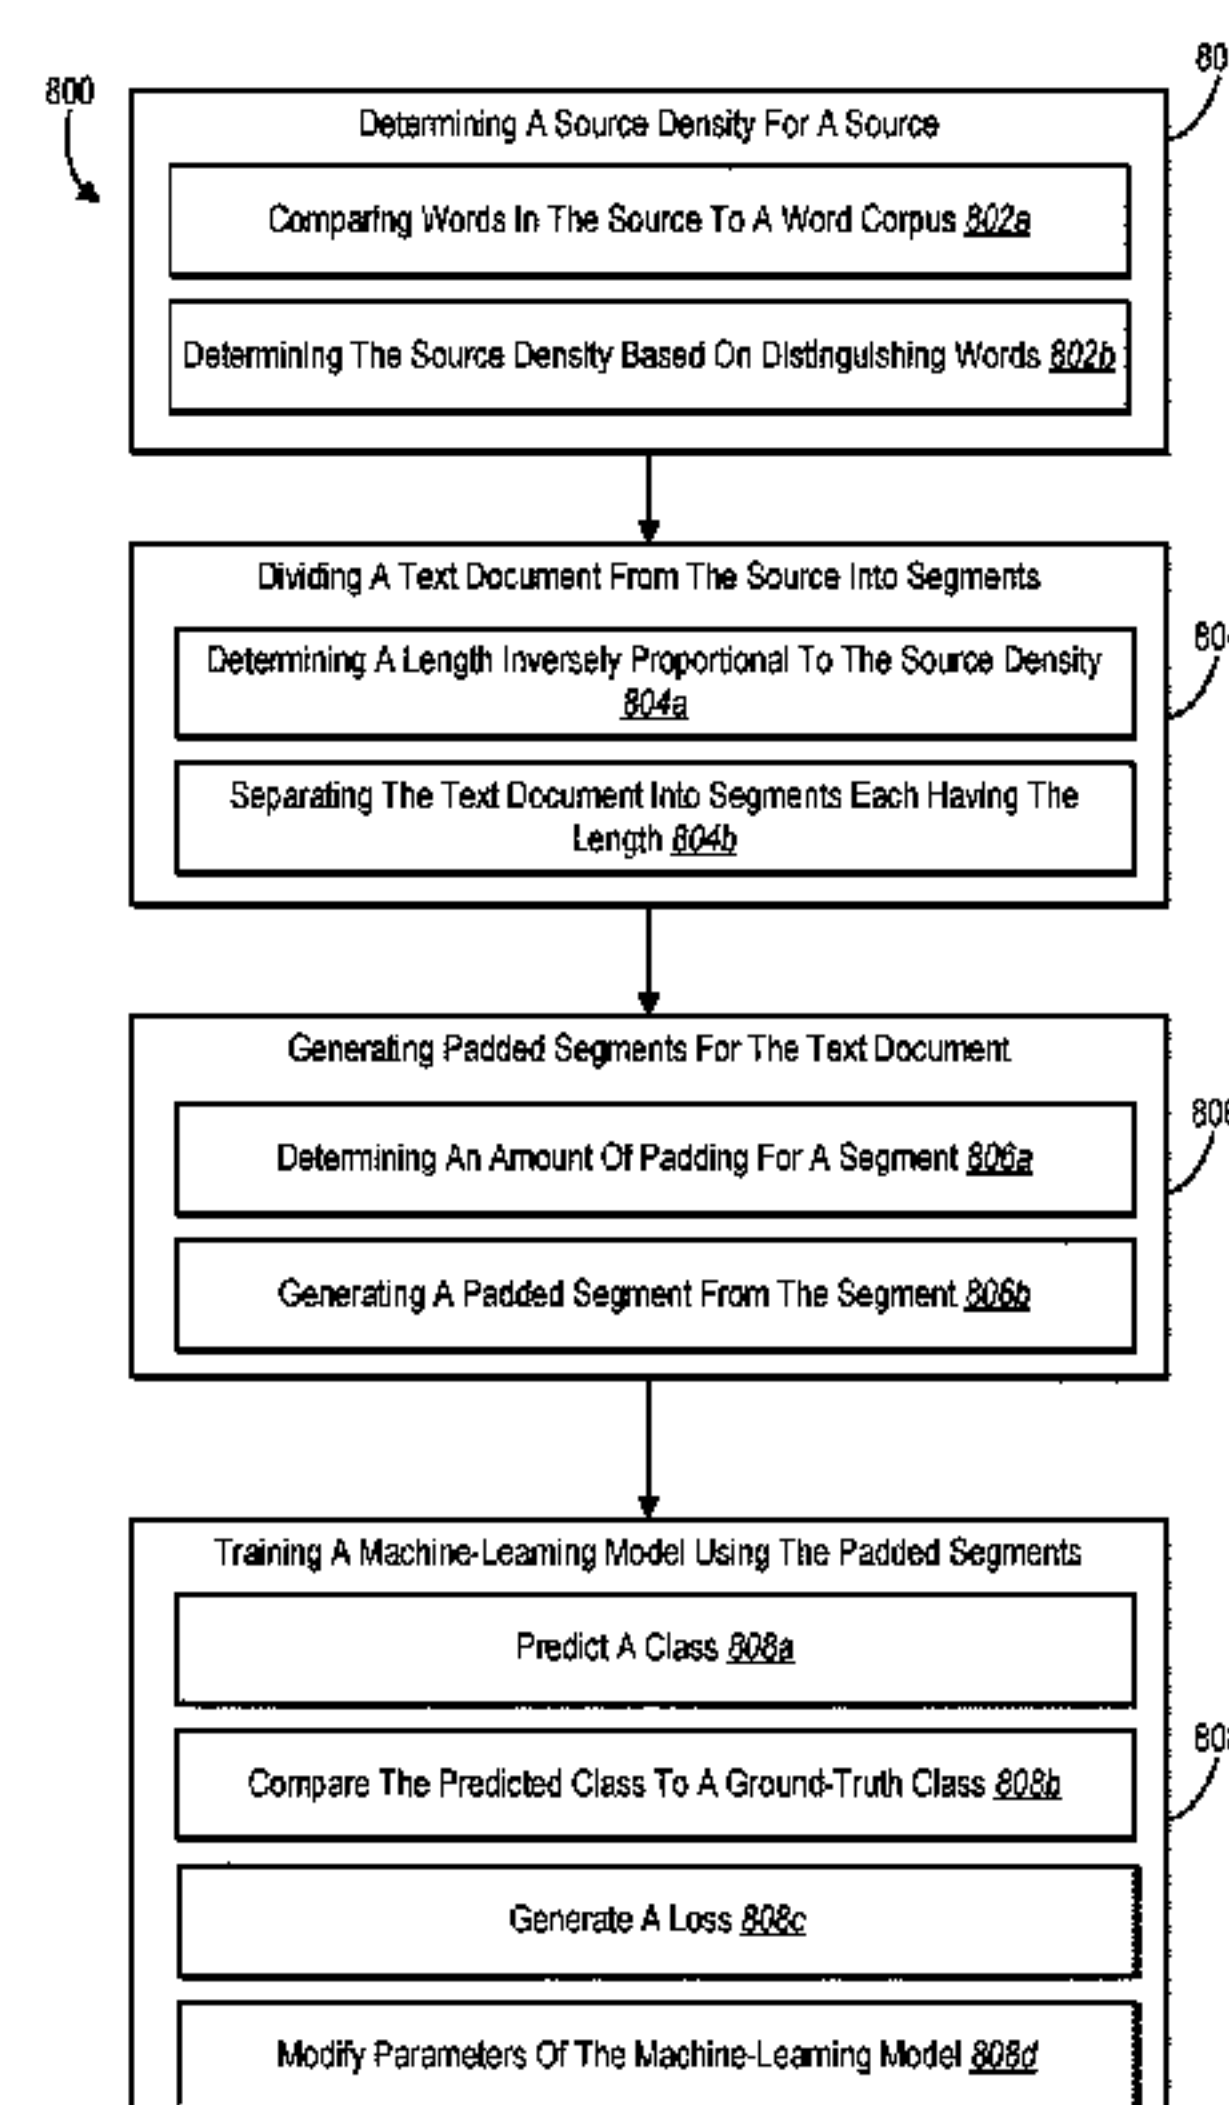 800
80
Determining A Source Density For A Source
Comparing Words In The Source To A Word Corpus 802a
Determining The Source Density Based On Distinguishing Words 802b
Dividing A Text Document From The Source Into Segments
80
Determining A Length Inversely Proportional To The Source Density
804a
Separating The Text Document Into Segments Each Having The
Length 804b
Generating Padded Segments For The Text Document
806
Determining An Amount Of Padding For A Segment 806a
Generating A Padded Segment From The Segment 806b
Training A Machine-Learning Model Using The Padded Segments
Predict A Class 808a
808
Compare The Predicted Class To A Ground-Truth Class 808b
Generate A Loss 808c
Modify Parameters Of The Machine-Learning Model 808d